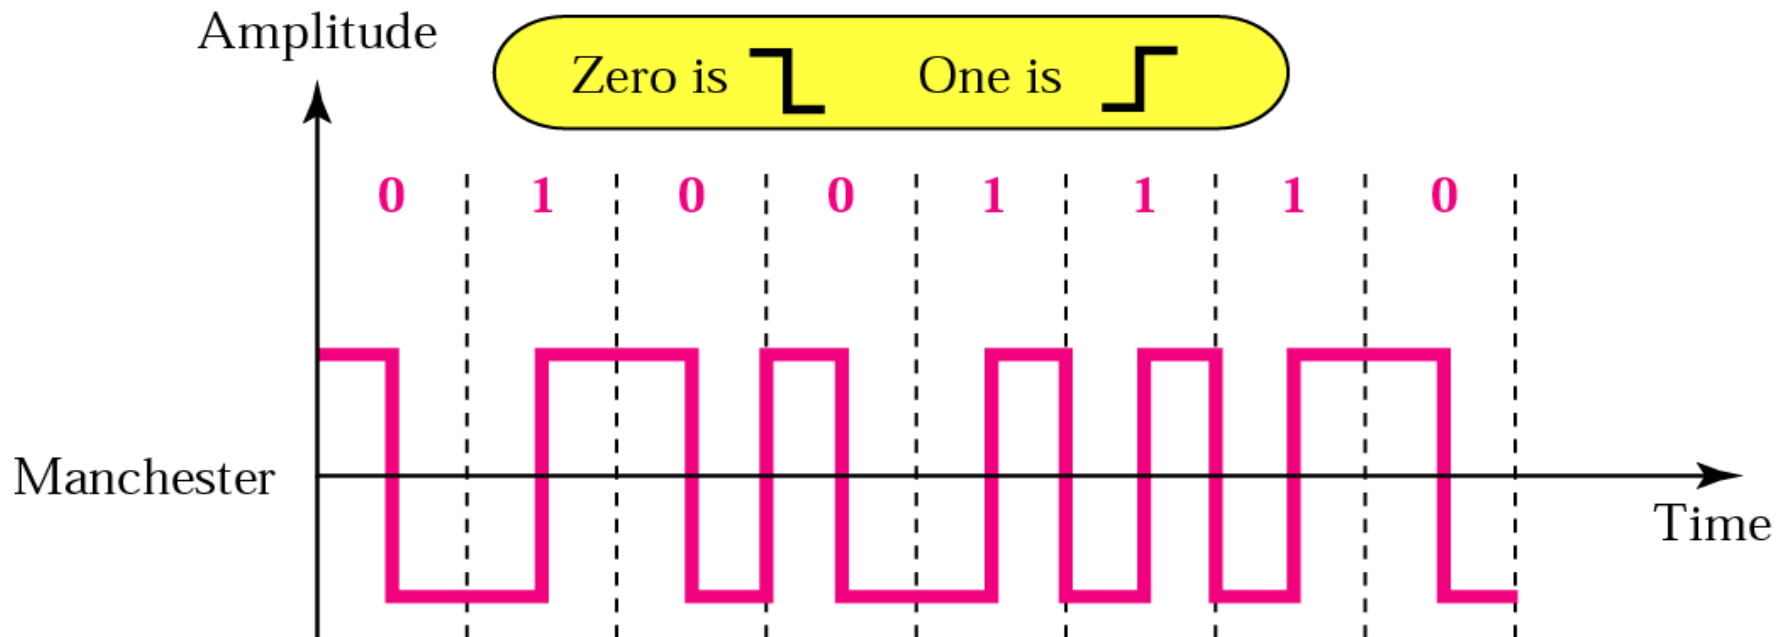 Amplitude
Zero is One is
0 1 0 0 1 1 1 0
Manchester
Time